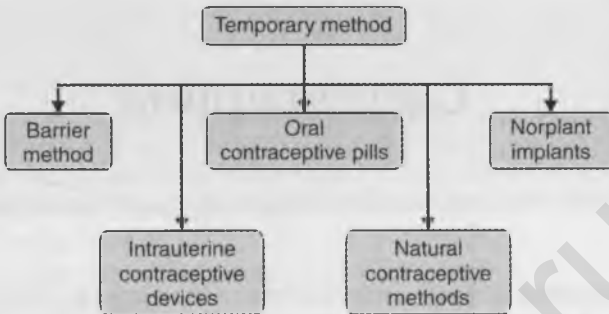 Temporary method
Barrier
method
Oral
contraceptive pills
Norplant
implants
Intrauterine
contraceptive
devices
Natural
contraceptive
methods